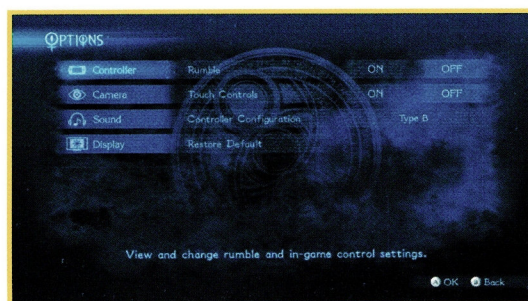 OPTIONS
Controller Rumble ON OFF
Camera Touch Controls ON OFF
Sound Controller Configuration Type B
Display Restore Default
View and change rumble and in-game control settings.
A OK B Back